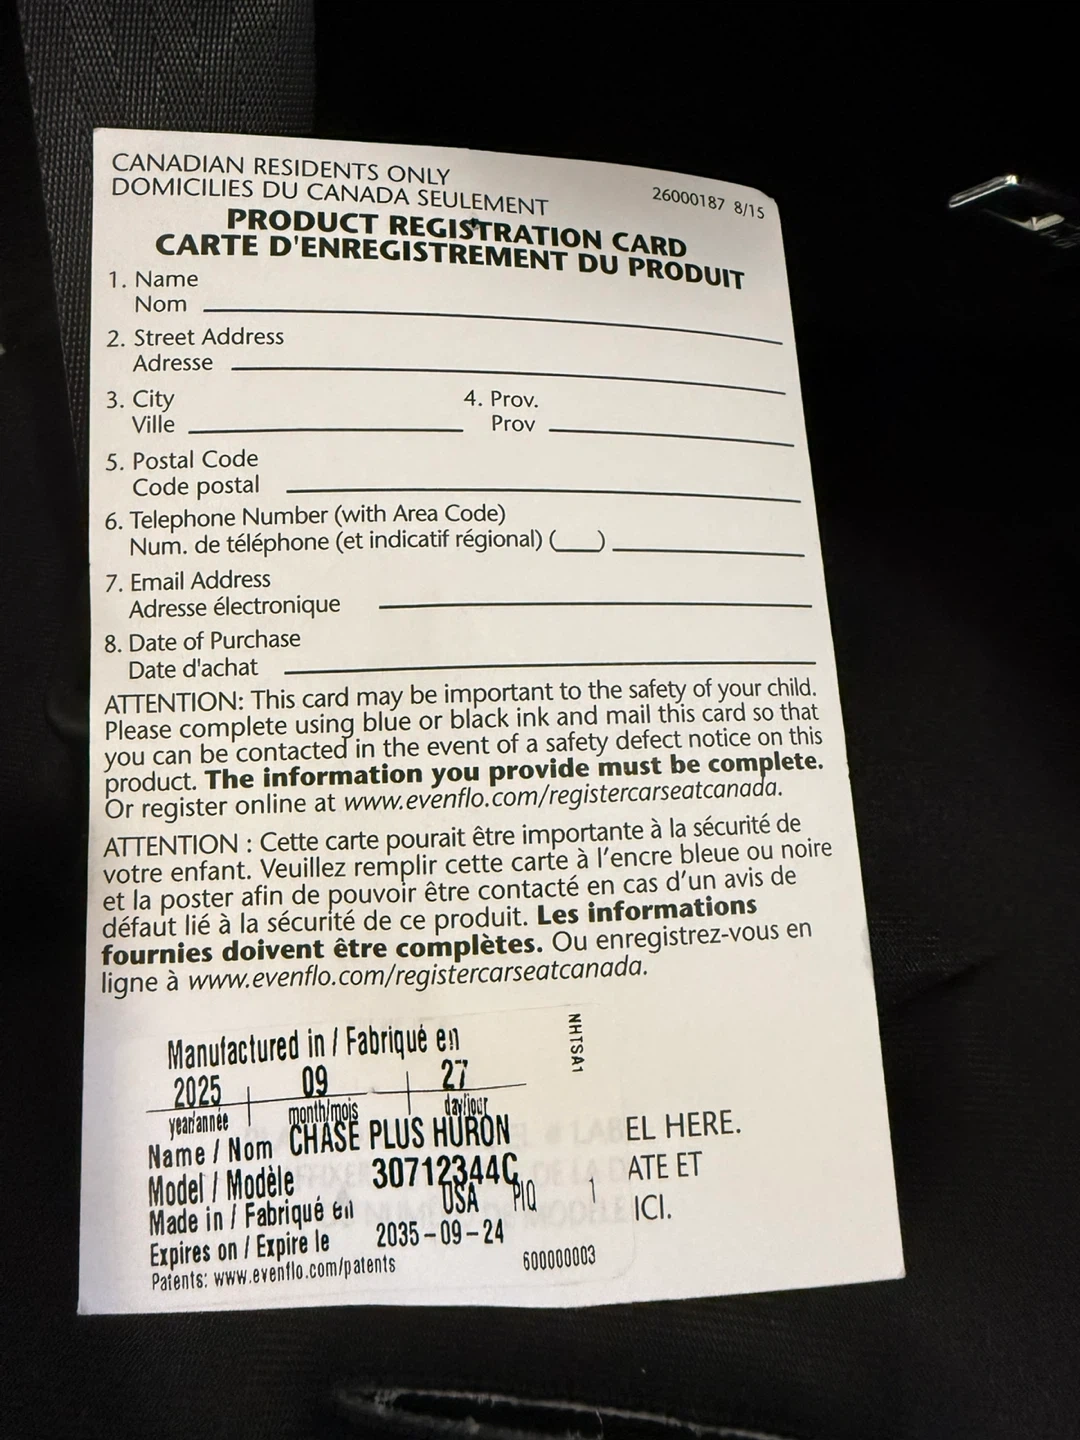 CANADIAN RESIDENTS ONLY
DOMICILIES DU CANADA SEULEMENT
26000187 8/15
PRODUCT REGISTRATION CARD
CARTE D'ENREGISTREMENT DU PRODUIT
1. Name
Nom
2. Street Address
Adresse
3. City
Ville
4. Prov.
Prov
5. Postal Code
Code postal
6. Telephone Number (with Area Code)
Num. de téléphone (et indicatif régional) (__)
7. Email Address
Adresse électronique
8. Date of Purchase
Date d'achat
ATTENTION: This card may be important to the safety of your child.
Please complete using blue or black ink and mail this card so that
you can be contacted in the event of a safety defect notice on this
product. The information you provide must be complete.
Or register online at www.evenflo.com/registercarseatcanada.
ATTENTION : Cette carte pourait être importante à la sécurité de
votre enfant. Veuillez remplir cette carte à l'encre bleue ou noire
et la poster afin de pouvoir être contacté en cas d'un avis de
défaut lié à la sécurité de ce produit. Les informations
fournies doivent être complètes. Ou enregistrez-vous en
ligne à www.evenflo.com/registercarseatcanada.
Manufactured in / Fabriqué en
NHTSA1
2025 09 27
year/année month/mois day/jour
Name / Nom CHASE PLUS HURON
Model / Modèle 30712344C
Made in / Fabriqué en USA PIQ 1
Expires on / Expire le 2035-09-24
Patents: www.evenflo.com/patents 600000003
EL HERE.
ATE ET
ICI.